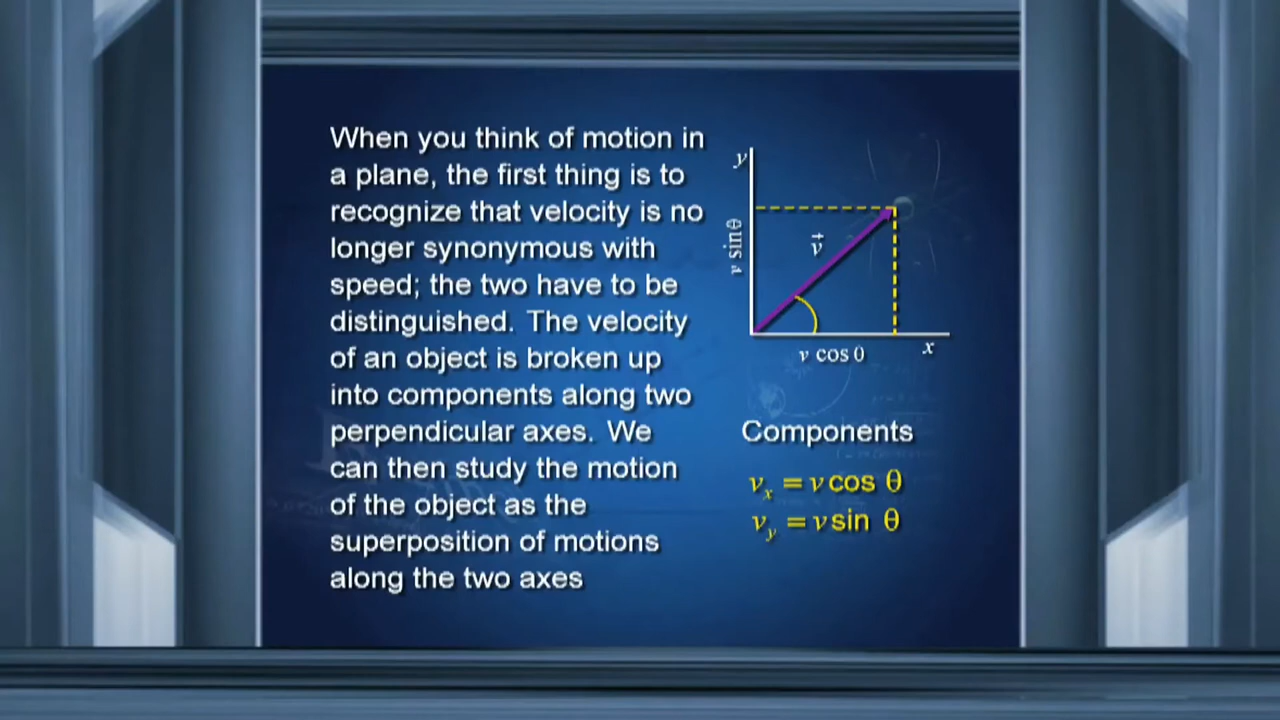 When you think of motion in
a plane, the first thing is to
recognize that velocity is no
longer synonymous with
speed; the two have to be
distinguished. The velocity
of an object is broken up
into components along two
perpendicular axes. We
can then study the motion
of the object as the
superposition of motions
along the two axes
y
v sinθ
v⃗
v cosθ
x
Components
vₓ = v cos θ
v_y = v sin θ